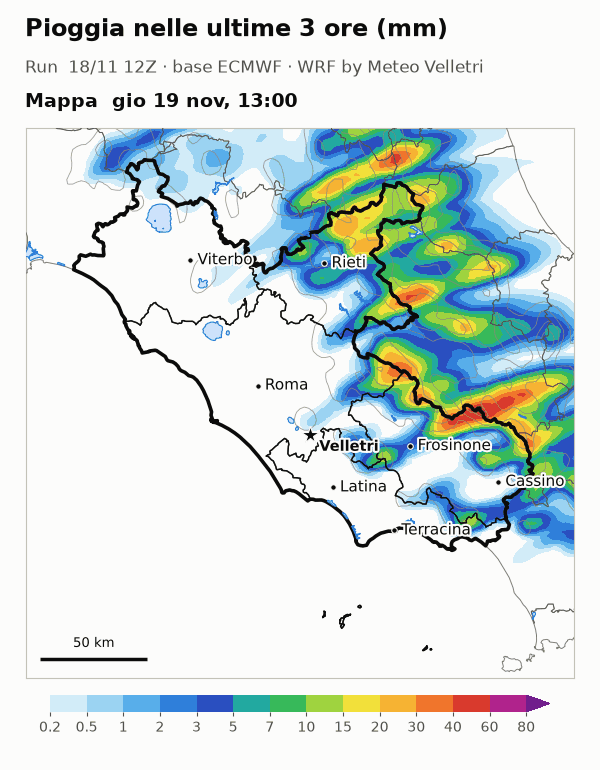 Pioggia nelle ultime 3 ore (mm)
Run  18/11 12Z · base ECMWF · WRF by Meteo Velletri
Mappa  gio 19 nov, 13:00
Viterbo
Rieti
Roma
Velletri
Frosinone
Latina
Cassino
Terracina
50 km
0.2 0.5 1 2 3 5 7 10 15 20 30 40 60 80